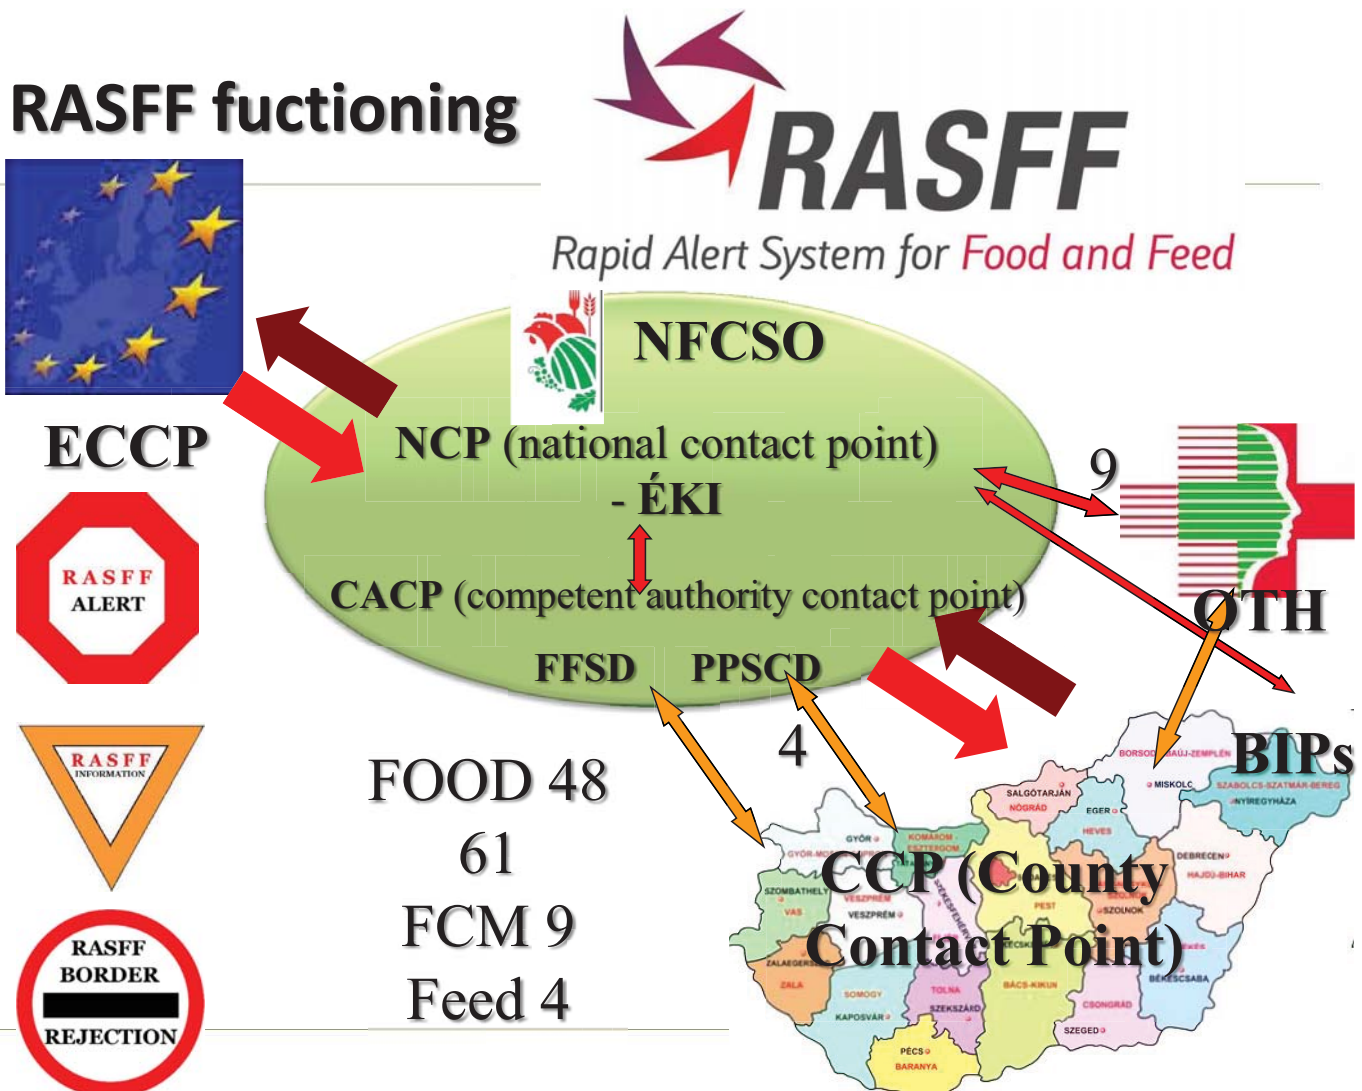 RASFF fuctioning
RASFF
Rapid Alert System for Food and Feed
NFCSO
NCP (national contact point)
- ÉKI
CACP (competent authority contact point)
FFSD PPSCD
ECCP
RASFF
ALERT
RASFF
INFORMATION
RASFF
BORDER
REJECTION
FOOD 48
61
FCM 9
Feed 4
9
OTH
4
BIPs
CCP (County
Contact Point)
BORSOD
ABAÚJ-ZEMPLÉN
MISKOLC
SZABOLCS-SZATMÁR-BEREG
NYÍREGYHÁZA
SALGÓTARJÁN
NÓGRÁD
EGER
HEVES
GYŐR
KOMÁROM
ESZTERGOM
DEBRECEN
HAJDÚ-BIHAR
SZOMBATHELY
VAS
VESZPRÉM
VESZPRÉM
SZÉKESFEHÉRVÁR
PEST
SZOLNOK
ZALA
SOMOGY
KAPOSVÁR
TOLNA
SZEKSZÁRD
BÁCS-KIKUN
BÉKÉSCSABA
CSONGRÁD
SZEGED
PÉCS
BARANYA